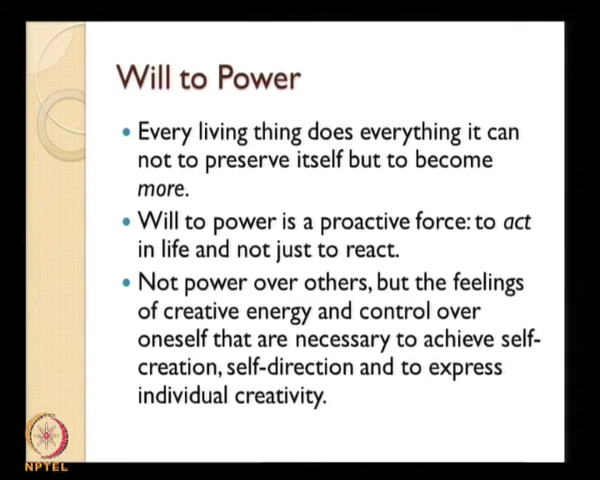 Will to Power
• Every living thing does everything it can
not to preserve itself but to become
more.
• Will to power is a proactive force: to act
in life and not just to react.
• Not power over others, but the feelings
of creative energy and control over
oneself that are necessary to achieve self-
creation, self-direction and to express
individual creativity.
NPTEL